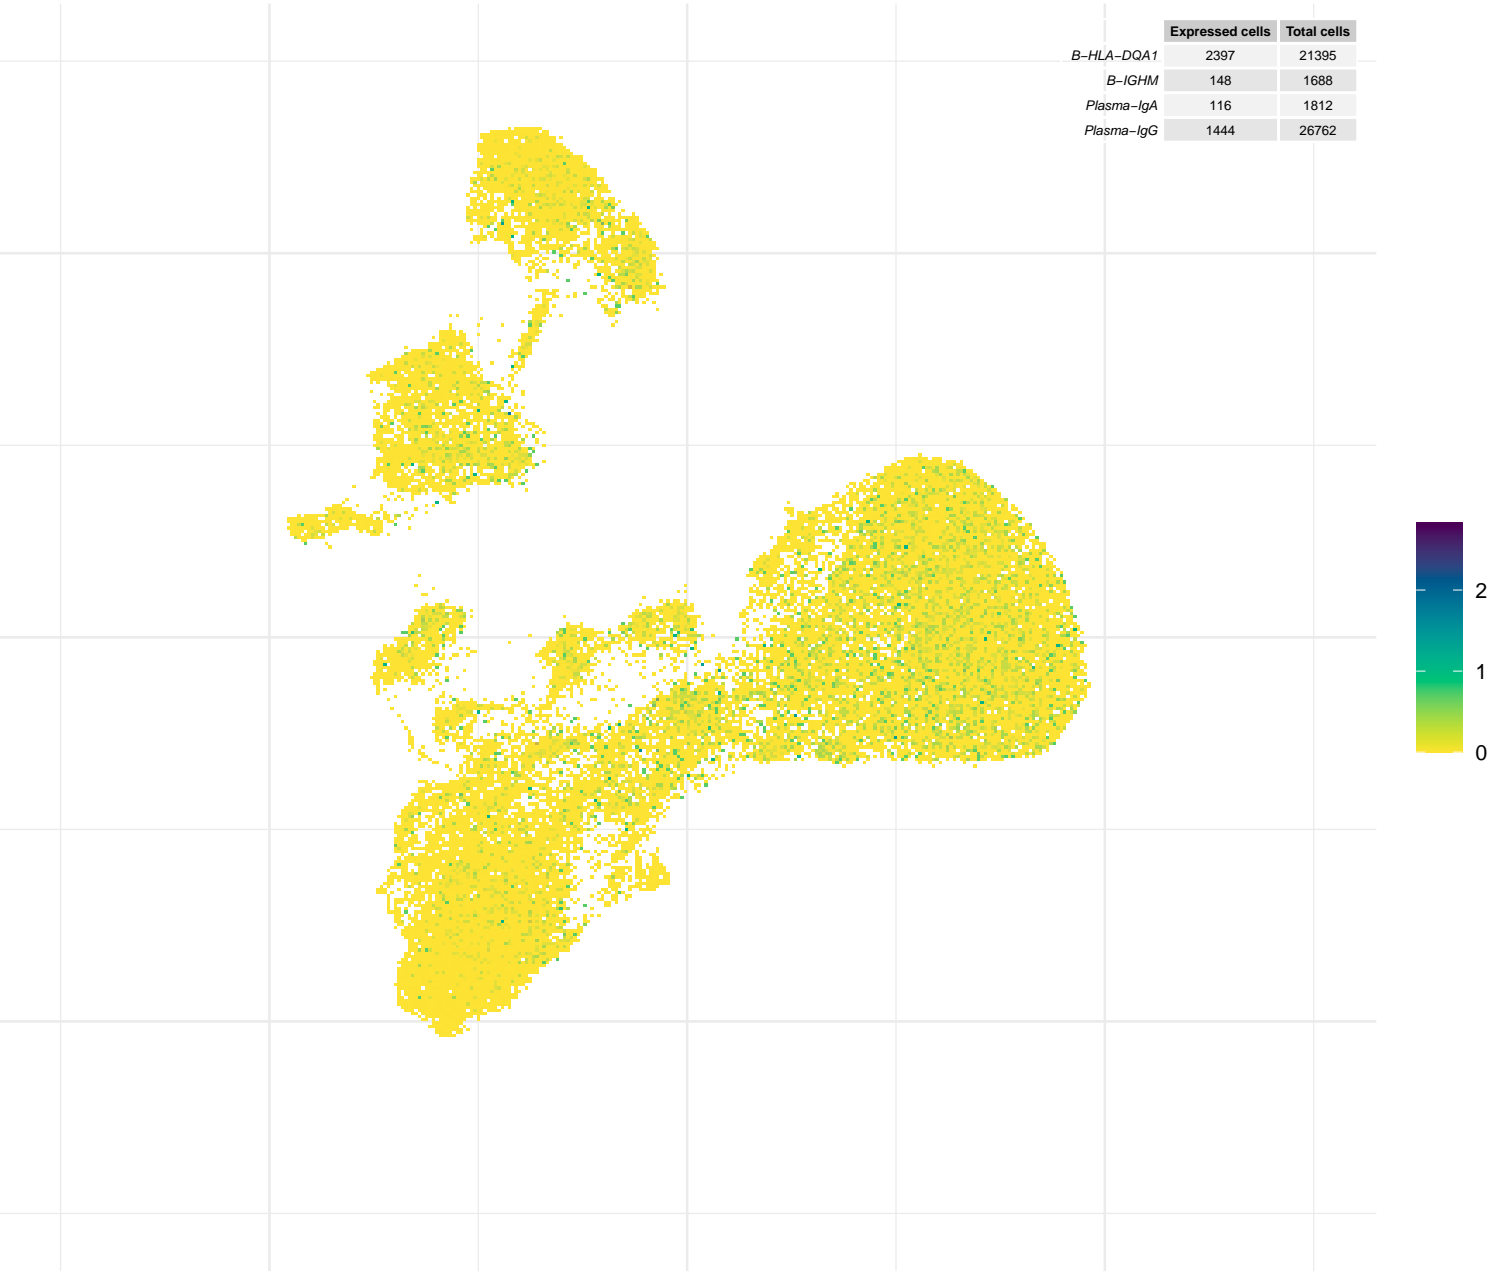 Expressed cells Total cells
B−HLA−DQA1 2397 21395
B−IGHM 148 1688
Plasma−IgA 116 1812
Plasma−IgG 1444 26762
2
1
0